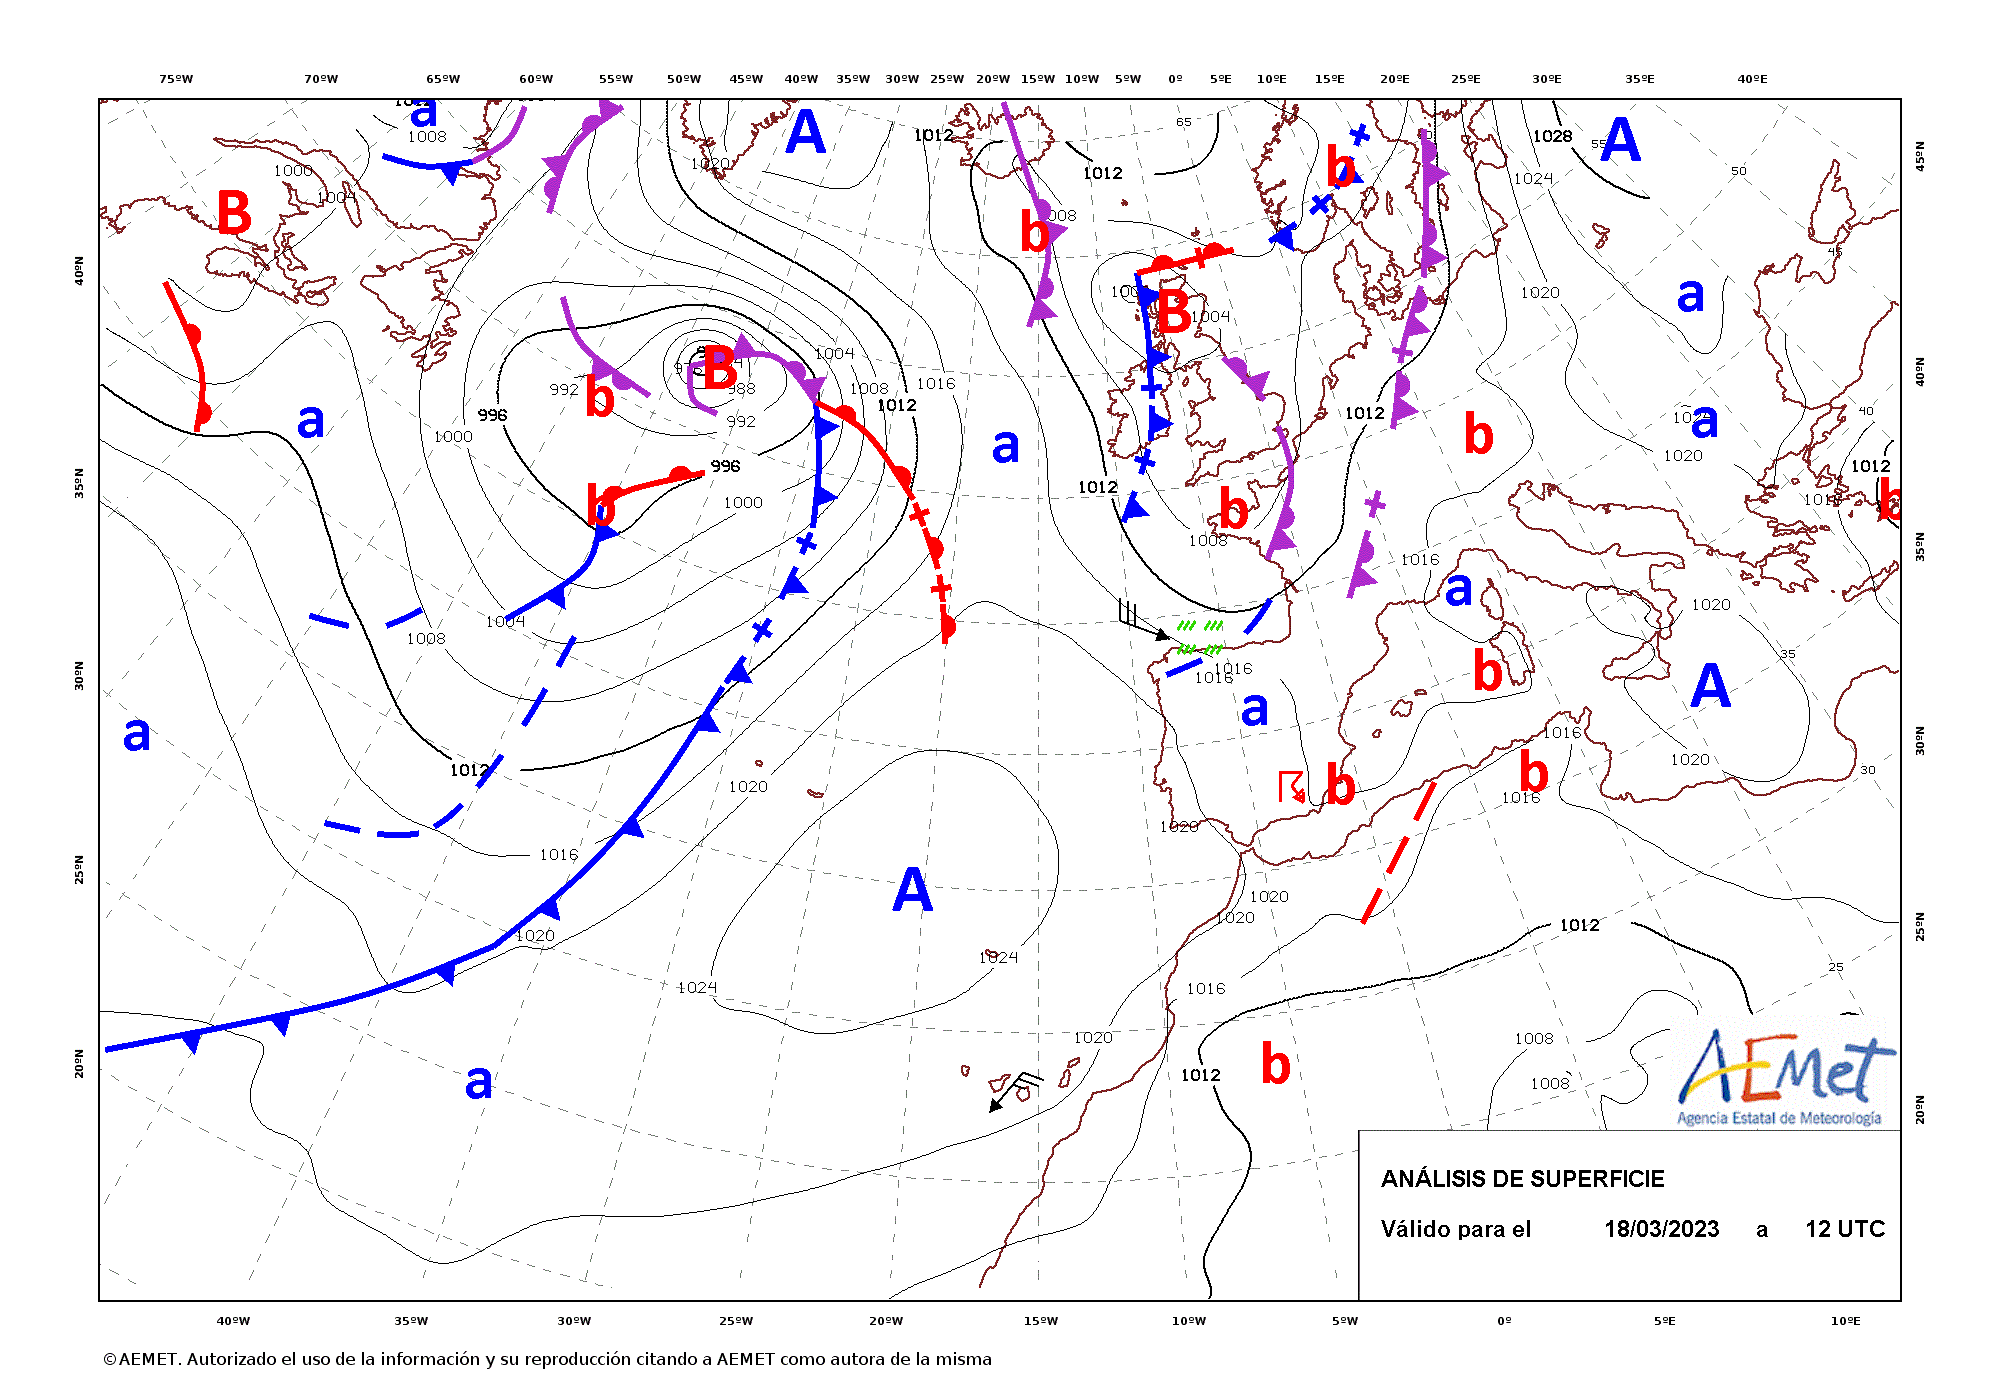 75ºW 70ºW 65ºW 60ºW 55ºW 50ºW 45ºW 40ºW 35ºW 30ºW 25ºW 20ºW 15ºW 10ºW 5ºW 0º 5ºE 10ºE 15ºE 20ºE 25ºE 30ºE 35ºE 40ºE
a A 1012 65 1028 A
1008 1020 1012 b 55 45ºN
1000 1004 1024 50
B 1008 b
40ºN 45
1020 a
B 1004
1004 40ºN
B 988 1016
992 b 1008 1012 1012 40
996 992 a a
1000 a b 1020
996 1012 1012
35ºN b 1000 b b
1008 35ºN
1016
a
1004 1020
1008
30ºN 1016 b A 35
1016
a a 1016 30ºN
1012 1020 30
1020 b b
1016
1020
25ºN 1016
A 1020
1020 1020 1012 25ºN
1024
1024 1016 25
1020 1008
20ºN a 1012 b 1008
AEMet
Agencia Estatal de Meteorología
20ºN
ANÁLISIS DE SUPERFICIE
Válido para el 18/03/2023 a 12 UTC
40ºW 35ºW 30ºW 25ºW 20ºW 15ºW 10ºW 5ºW 0º 5ºE 10ºE
©AEMET. Autorizado el uso de la información y su reproducción citando a AEMET como autora de la misma